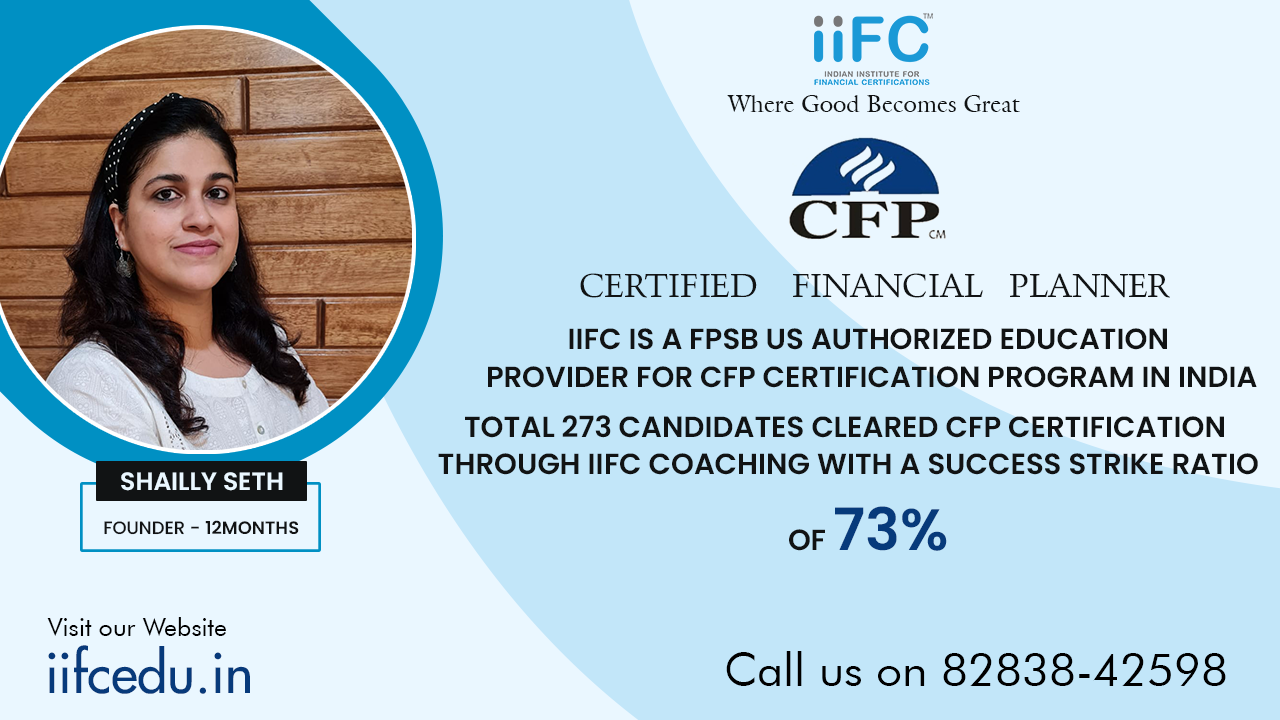 iiFC™
INDIAN INSTITUTE FOR
FINANCIAL CERTIFICATIONS
Where Good Becomes Great
CFP CM
CERTIFIED FINANCIAL PLANNER
IIFC IS A FPSB US AUTHORIZED EDUCATION
PROVIDER FOR CFP CERTIFICATION PROGRAM IN INDIA
TOTAL 273 CANDIDATES CLEARED CFP CERTIFICATION
THROUGH IIFC COACHING WITH A SUCCESS STRIKE RATIO
OF 73%
SHAILLY SETH
FOUNDER - 12MONTHS
Visit our Website
iifcedu.in
Call us on 82838-42598